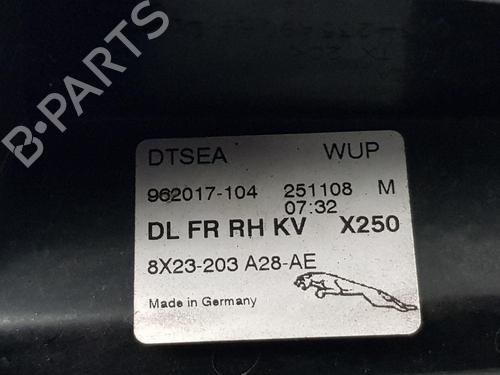 B-PARTS
DTSEA WUP
962017-104 251108 M
07:32
DL FR RH KV X250
8X23-203 A28-AE
Made in Germany